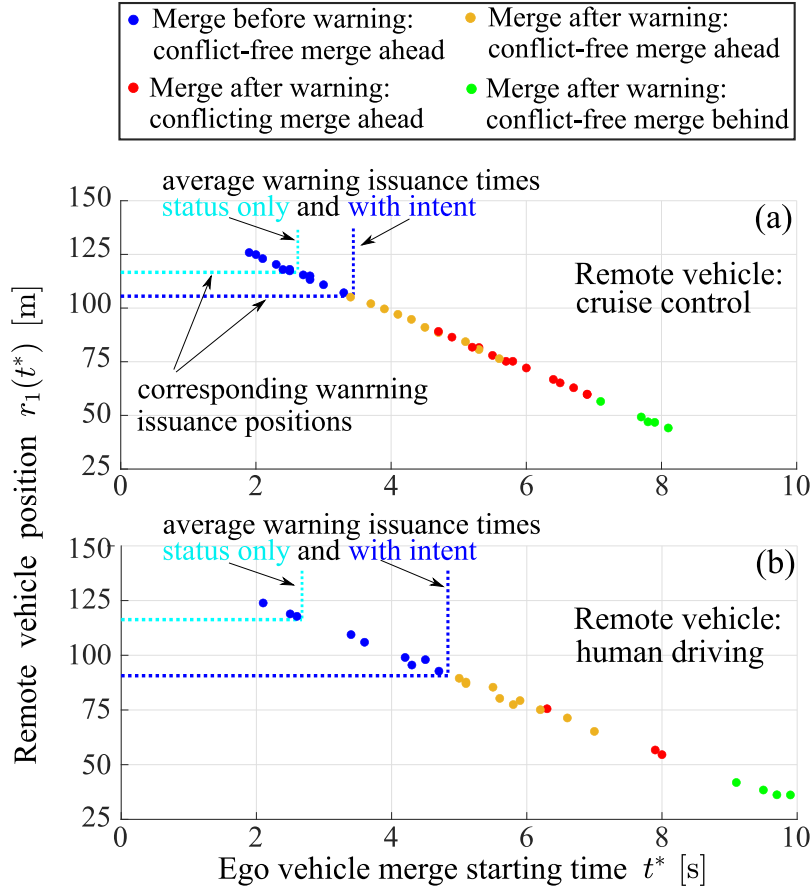 Merge before warning:
conflict-free merge ahead
Merge after warning:
conflict-free merge ahead
Merge after warning:
conflicting merge ahead
Merge after warning:
conflict-free merge behind
Remote vehicle position r₁(t*) [m]
150
125
100
75
50
25
average warning issuance times
status only and with intent
(a)
Remote vehicle:
cruise control
corresponding wanrning
issuance positions
0 2 4 6 8 10
150
125
100
75
50
25
average warning issuance times
status only and with intent
(b)
Remote vehicle:
human driving
0 2 4 6 8 10
Ego vehicle merge starting time t* [s]